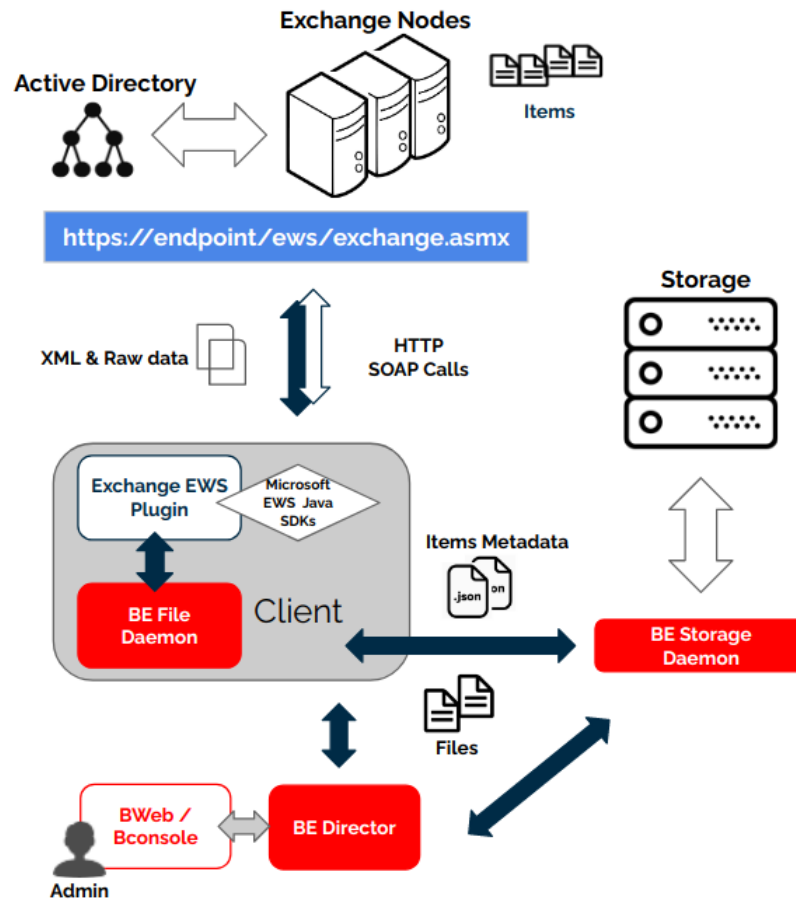 Exchange Nodes
Active Directory
Items
https://endpoint/ews/exchange.asmx
Storage
XML & Raw data
HTTP
SOAP Calls
Exchange EWS
Plugin
Microsoft
EWS Java
SDKs
Items Metadata
.json
on
BE File
Daemon
Client
BE Storage
Daemon
Files
BWeb /
Bconsole
BE Director
Admin